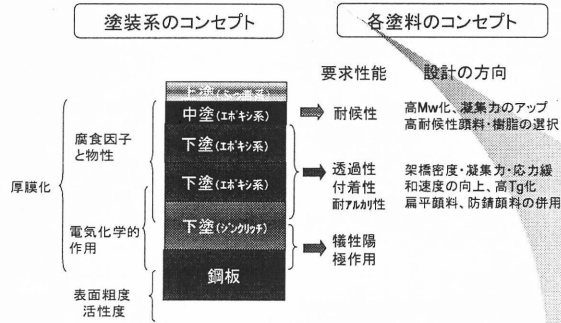 塗装系のコンセプト
各塗料のコンセプト
要求性能
設計の方向
中塗(エポキシ系)
下塗(エポキシ系)
下塗(エポキシ系)
下塗(ジンクリッチ)
鋼板
厚膜化
腐食因子
と物性
電気化学的
作用
表面粗度
活性度
耐候性
高Mw化、凝集力のアップ
高耐候性顔料・樹脂の選択
透過性
付着性
耐アルカリ性
架橋密度・凝集力・応力緩
和速度の向上、高Tg化
扁平顔料、防錆顔料の併用
犠牲陽
極作用